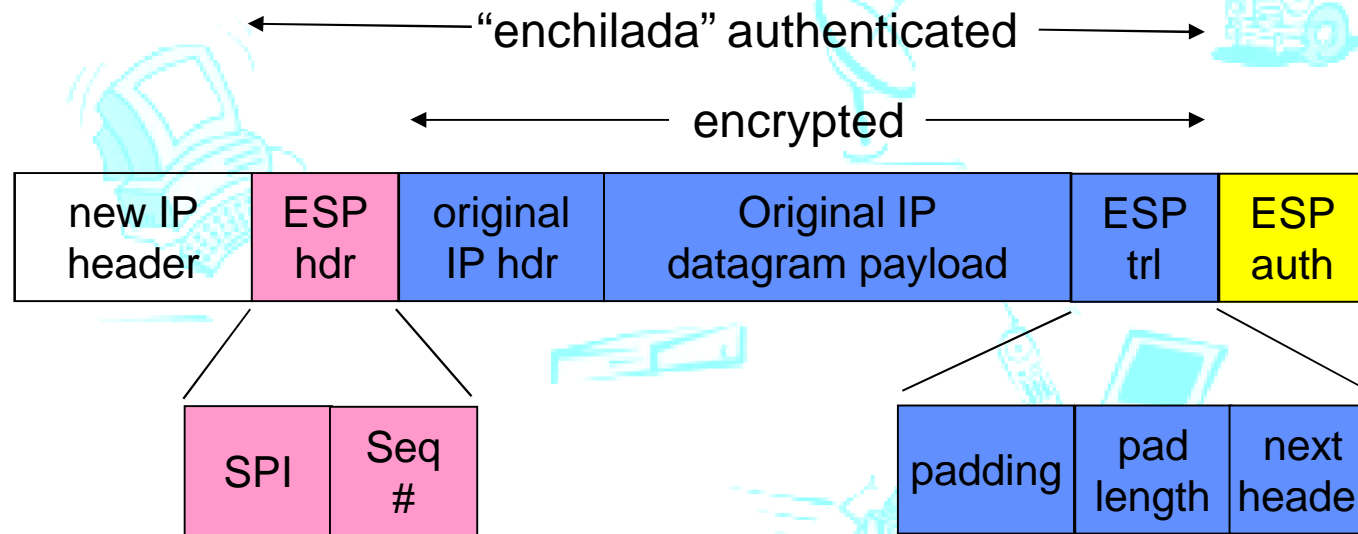 “enchilada” authenticated
encrypted
new IP
header
ESP
hdr
original
IP hdr
Original IP
datagram payload
ESP
trl
ESP
auth
SPI
Seq
#
padding
pad
length
next
heade